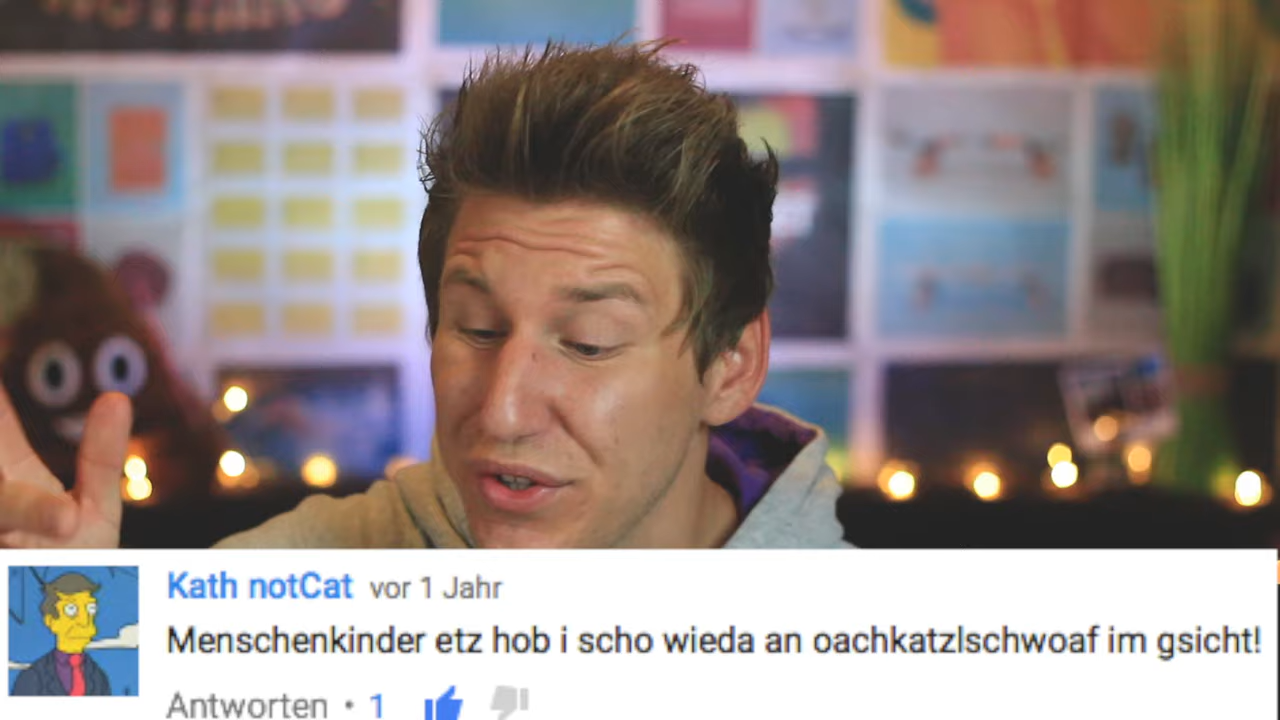 Kath notCat vor 1 Jahr
Menschenkinder etz hob i scho wieda an oachkatzlschwoaf im gsicht!
Antworten • 1